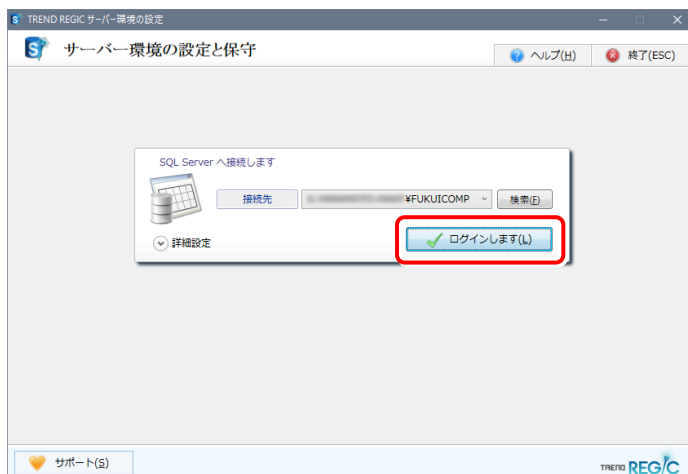 TREND REGIC サーバー環境の設定
サーバー環境の設定と保守
ヘルプ(H)
終了(ESC)
SQL Server へ接続します
接続先
¥FUKUICOMP
検索(F)
詳細設定
ログインします(L)
サポート(S)
TREND REGIC